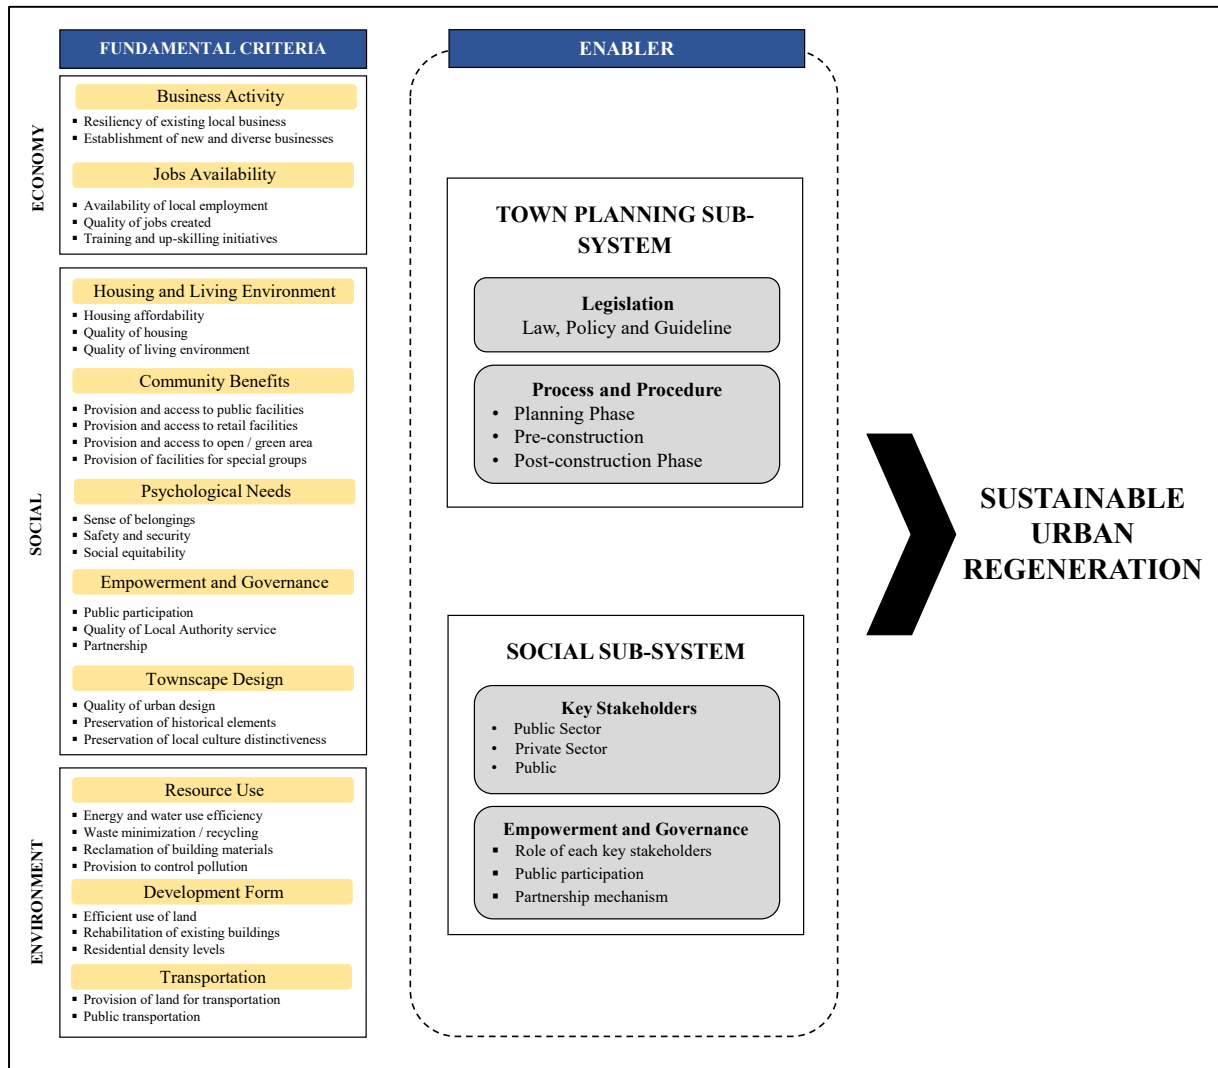 FUNDAMENTAL CRITERIA
ECONOMY
Business Activity
▪ Resiliency of existing local business
▪ Establishment of new and diverse businesses
Jobs Availability
▪ Availability of local employment
▪ Quality of jobs created
▪ Training and up-skilling initiatives
SOCIAL
Housing and Living Environment
▪ Housing affordability
▪ Quality of housing
▪ Quality of living environment
Community Benefits
▪ Provision and access to public facilities
▪ Provision and access to retail facilities
▪ Provision and access to open / green area
▪ Provision of facilities for special groups
Psychological Needs
▪ Sense of belongings
▪ Safety and security
▪ Social equitability
Empowerment and Governance
▪ Public participation
▪ Quality of Local Authority service
▪ Partnership
Townscape Design
▪ Quality of urban design
▪ Preservation of historical elements
▪ Preservation of local culture distinctiveness
ENVIRONMENT
Resource Use
▪ Energy and water use efficiency
▪ Waste minimization / recycling
▪ Reclamation of building materials
▪ Provision to control pollution
Development Form
▪ Efficient use of land
▪ Rehabilitation of existing buildings
▪ Residential density levels
Transportation
▪ Provision of land for transportation
▪ Public transportation
ENABLER
TOWN PLANNING SUB-
SYSTEM
Legislation
Law, Policy and Guideline
Process and Procedure
• Planning Phase
• Pre-construction
• Post-construction Phase
SOCIAL SUB-SYSTEM
Key Stakeholders
• Public Sector
• Private Sector
• Public
Empowerment and Governance
▪ Role of each key stakeholders
▪ Public participation
▪ Partnership mechanism
SUSTAINABLE
URBAN
REGENERATION